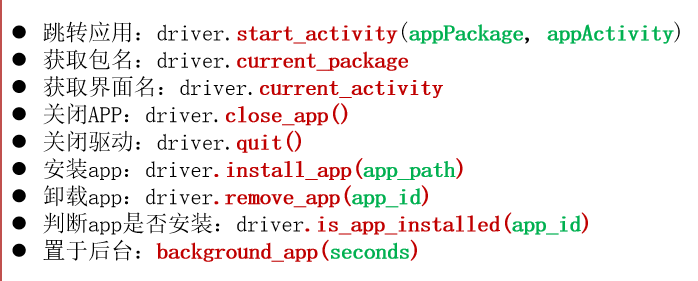 ● 跳转应用：driver.start_activity(appPackage, appActivity)
● 获取包名：driver.current_package
● 获取界面名：driver.current_activity
● 关闭APP：driver.close_app()
● 关闭驱动：driver.quit()
● 安装app：driver.install_app(app_path)
● 卸载app：driver.remove_app(app_id)
● 判断app是否安装：driver.is_app_installed(app_id)
● 置于后台：background_app(seconds)